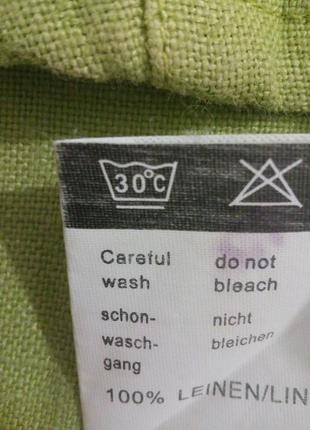 30°C
Careful wash
do not bleach
schon-
wasch-
gang
nicht
bleichen
100% LEINEN/LIN